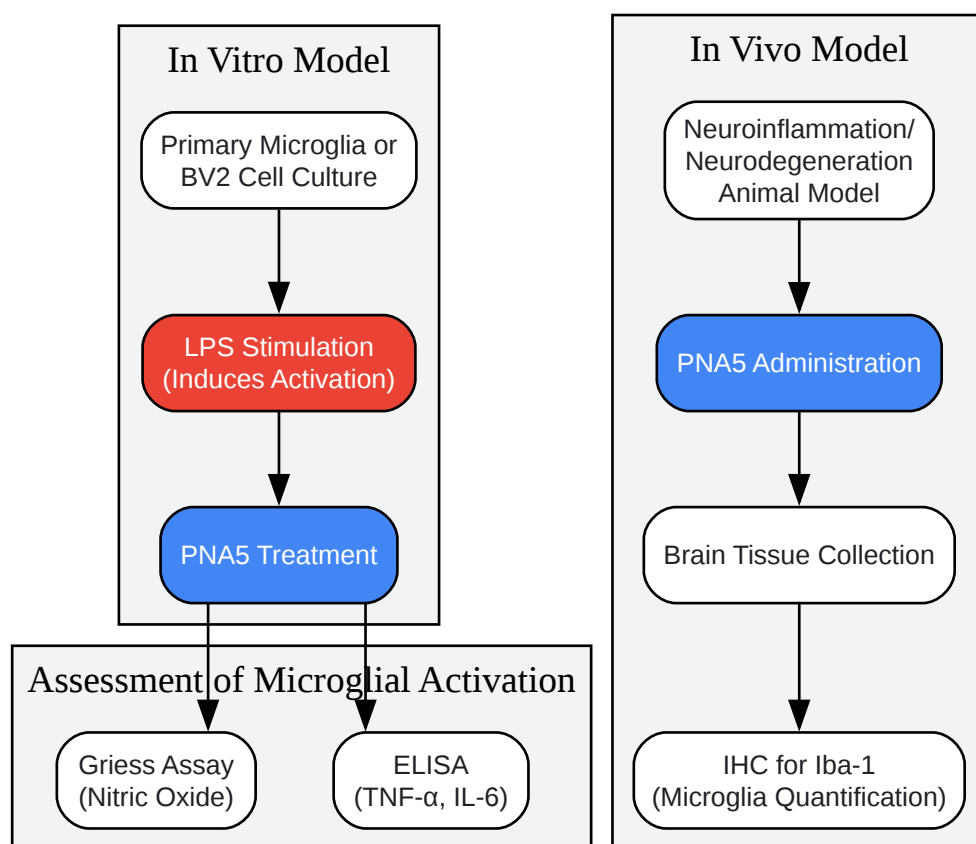 In Vitro Model
Primary Microglia or
BV2 Cell Culture
LPS Stimulation
(Induces Activation)
PNA5 Treatment
Assessment of Microglial Activation
Griess Assay
(Nitric Oxide)
ELISA
(TNF-α, IL-6)
In Vivo Model
Neuroinflammation/
Neurodegeneration
Animal Model
PNA5 Administration
Brain Tissue Collection
IHC for Iba-1
(Microglia Quantification)